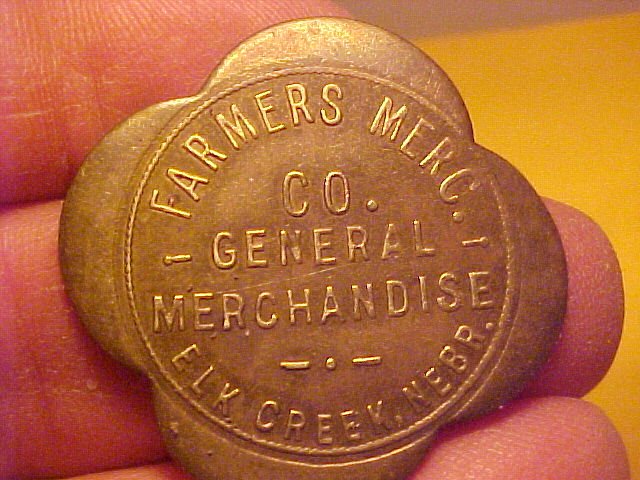 FARMERS MERC.
CO.
GENERAL
MERCHANDISE
ELK CREEK, NEBR.